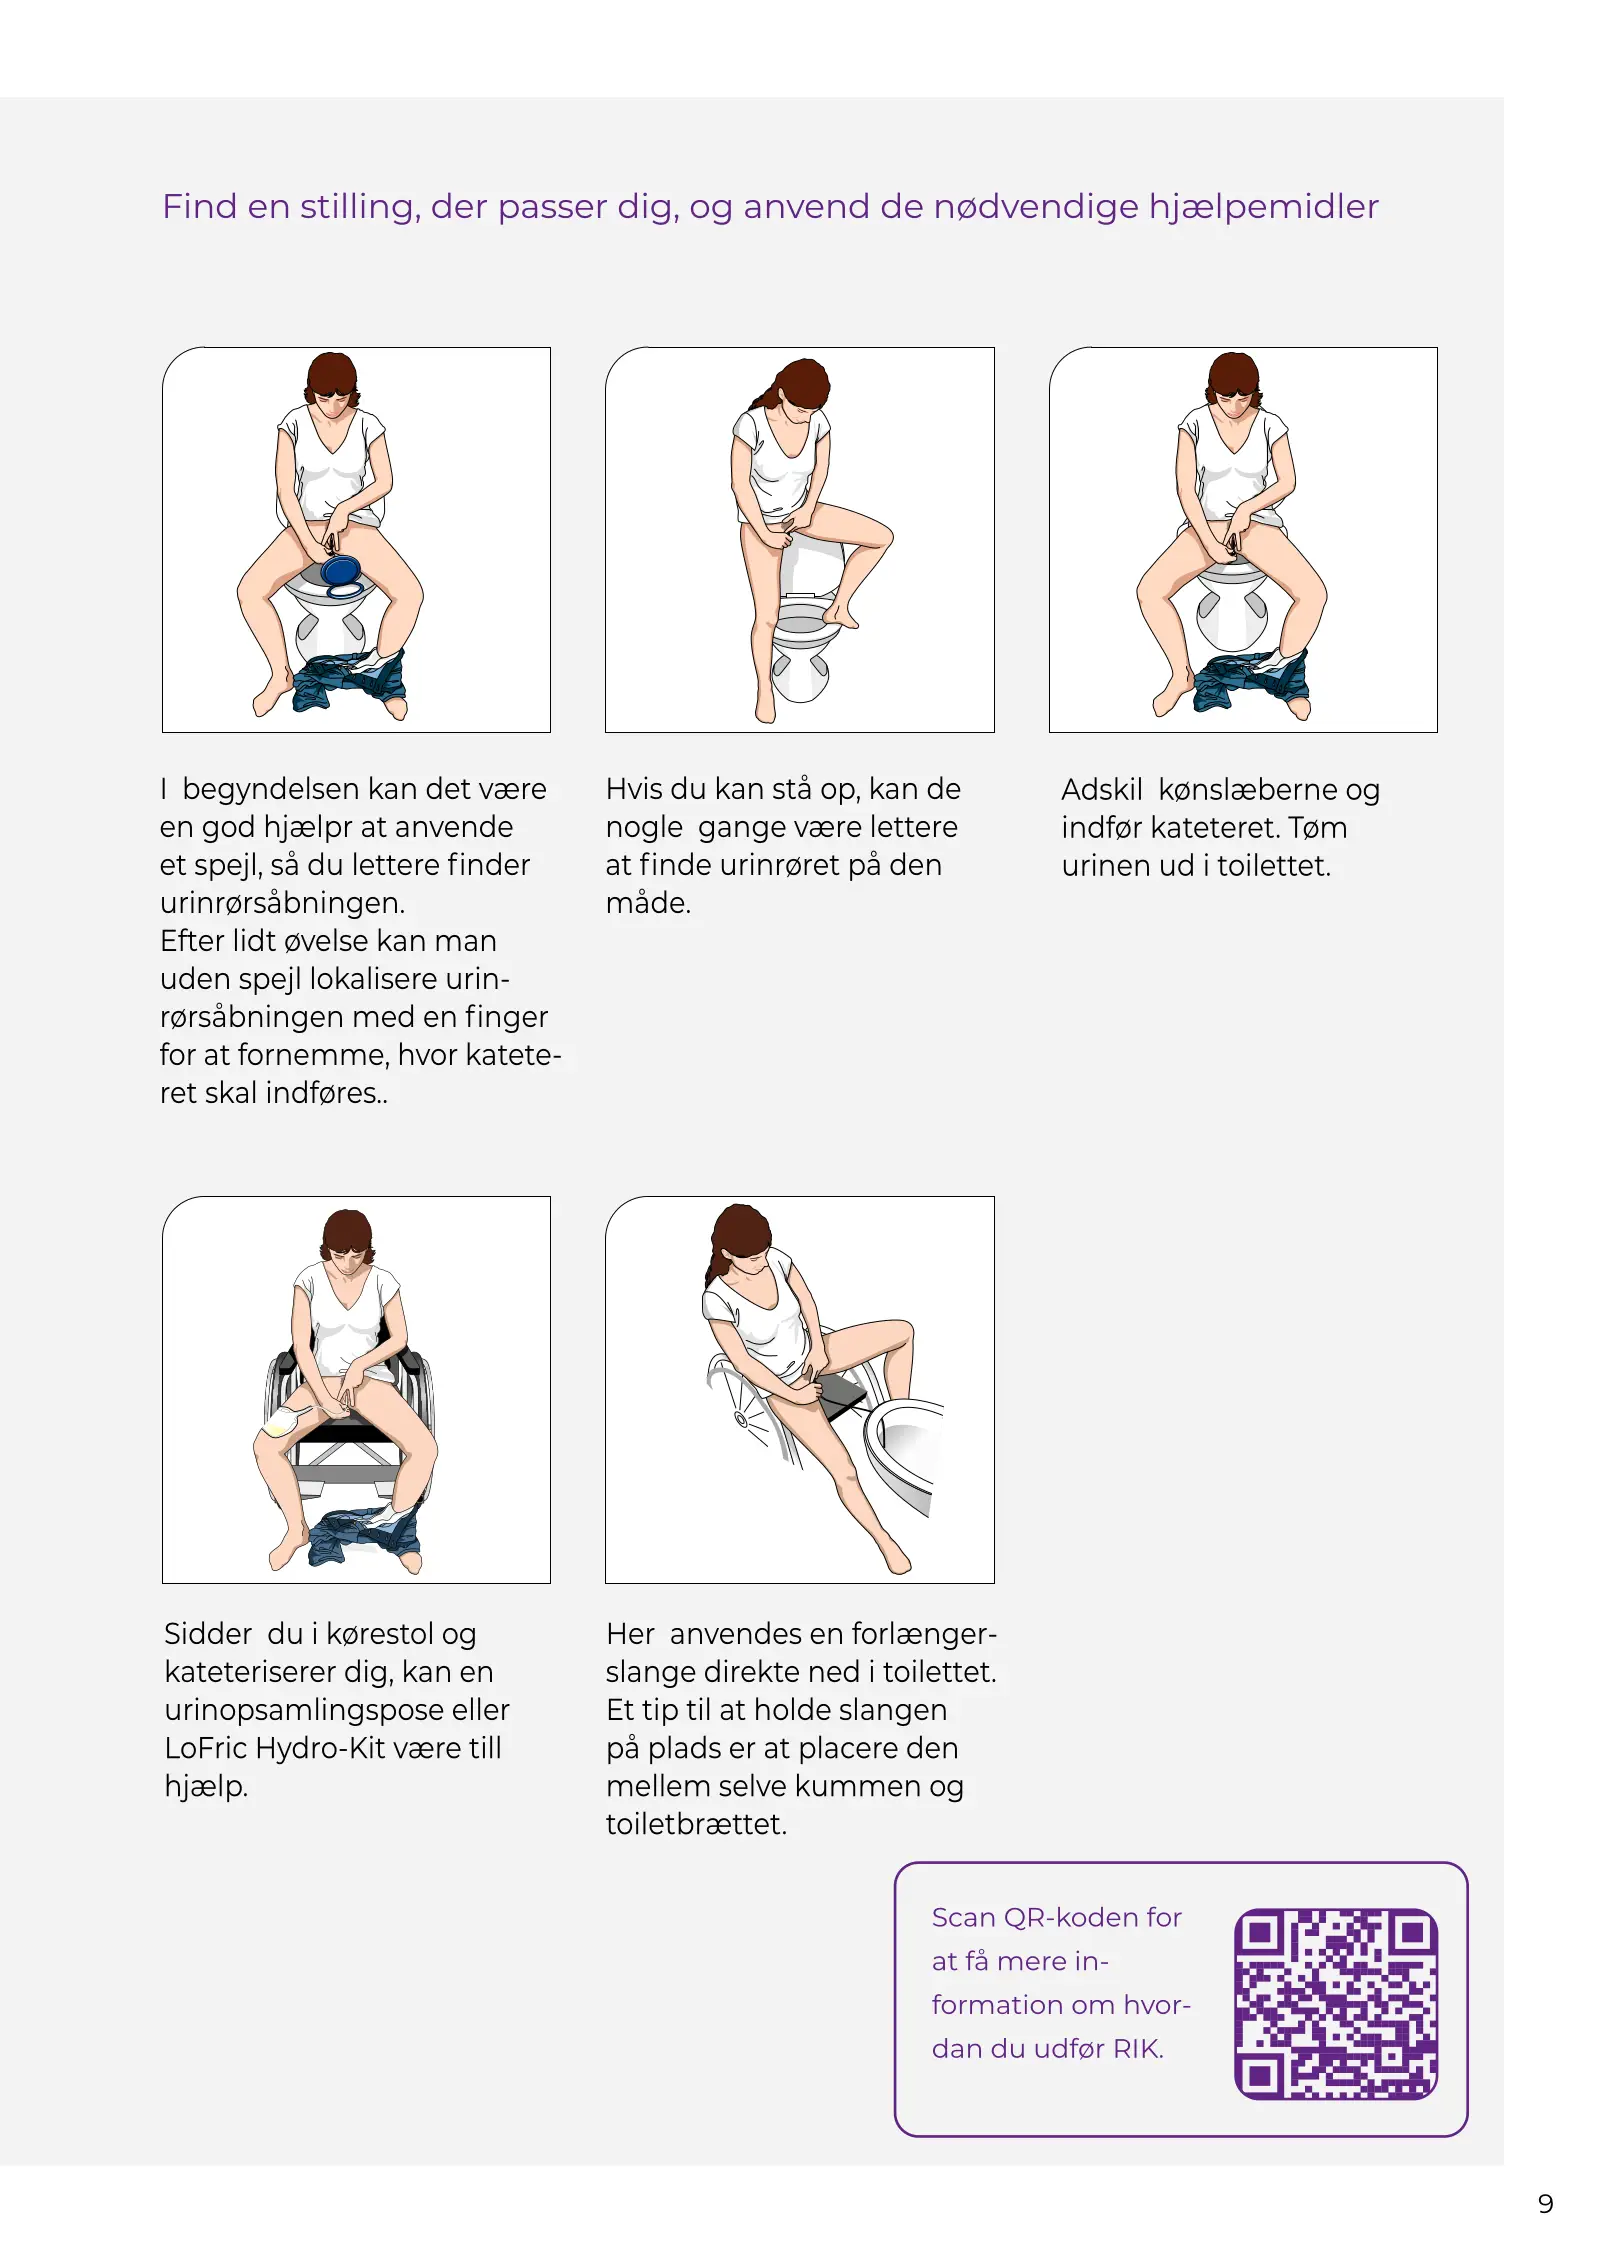 Find en stilling, der passer dig, og anvend de nødvendige hjælpemidler
I begyndelsen kan det være
en god hjælpr at anvende
et spejl, så du lettere finder
urinrørsåbningen.
Efter lidt øvelse kan man
uden spejl lokalisere urin-
rørsåbningen med en finger
for at fornemme, hvor katete-
ret skal indføres..
Hvis du kan stå op, kan de
nogle gange være lettere
at finde urinrøret på den
måde.
Adskil kønslæberne og
indfør kateteret. Tøm
urinen ud i toilettet.
Sidder du i kørestol og
kateteriserer dig, kan en
urinopsamlingspose eller
LoFric Hydro-Kit være till
hjælp.
Her anvendes en forlænger-
slange direkte ned i toilettet.
Et tip til at holde slangen
på plads er at placere den
mellem selve kummen og
toiletbrættet.
Scan QR-koden for
at få mere in-
formation om hvor-
dan du udfør RIK.
9